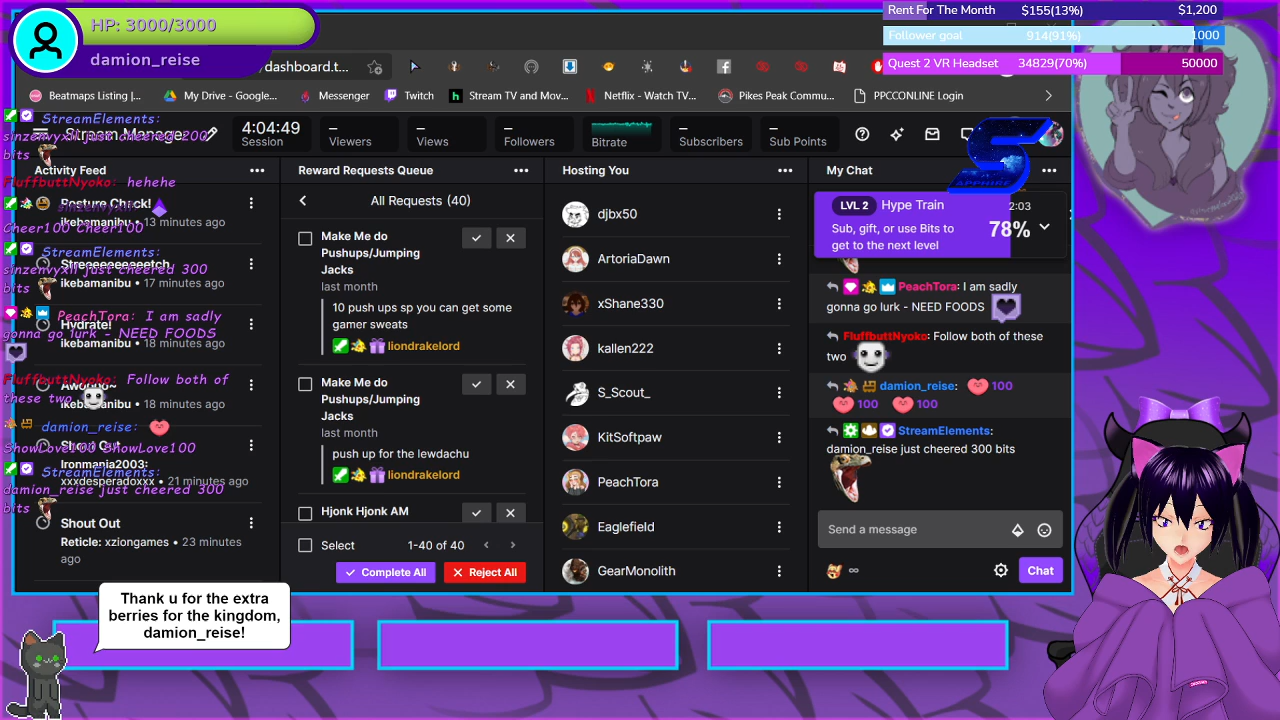 HP: 3000/3000
damion_reise
Rent For The Month $155(13%) $1,200
Follower goal 914(91%) 1000
Quest 2 VR Headset 34829(70%) 50000
/dashboard.t...
Beatmaps Listing |...
My Drive - Google...
Messenger
Twitch
Stream TV and Mov...
Netflix - Watch TV...
Pikes Peak Commu...
PPCCONLINE Login
Stream Manager
4:04:49
Session
–
Viewers
–
Views
–
Followers
Bitrate
–
Subscribers
–
Sub Points
Activity Feed
Posture Check!
ikebamanibu • 13 minutes ago
ikebamanibu • 17 minutes ago
Hydrate!
ikebamanibu • 18 minutes ago
ikebamanibu • 18 minutes ago
Shout Out
Ironmania2003:
xxxdesperadoxxx • 21 minutes ago
Shout Out
Reticle: xziongames • 23 minutes
ago
StreamElements:
sinzenvyxii just cheered 200
bits
FluffbuttNyoko: hehehe
sinzenvyxii:
Cheer100 Cheer100
StreamElements:
sinzenvyxii just cheered 300
bits
PeachTora: I am sadly
gonna go lurk - NEED FOODS
FluffbuttNyoko: Follow both of
these two
damion_reise:
ShowLove100 ShowLove100
StreamElements:
damion_reise just cheered 300
bits
Reward Requests Queue
All Requests (40)
Make Me do
Pushups/Jumping
Jacks
last month
10 push ups sp you can get some
gamer sweats
liondrakelord
Make Me do
Pushups/Jumping
Jacks
last month
push up for the lewdachu
liondrakelord
Hjonk Hjonk AM
Select
1-40 of 40
Complete All
Reject All
Hosting You
djbx50
ArtoriaDawn
xShane330
kallen222
S_Scout_
KitSoftpaw
PeachTora
Eaglefield
GearMonolith
My Chat
SAPPHIRE
LVL 2 Hype Train 2:03
Sub, gift, or use Bits to
get to the next level
78%
PeachTora: I am sadly
gonna go lurk - NEED FOODS
FluffbuttNyoko: Follow both of these
two
damion_reise: 100
100 100
StreamElements:
damion_reise just cheered 300 bits
Send a message
∞
Chat
Thank u for the extra
berries for the kingdom,
damion_reise!